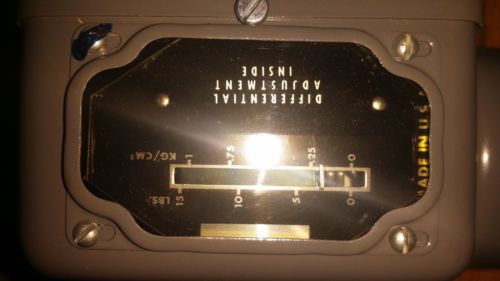 0 5 10 15 LBS.
0 .25 .75 1 KG/CM²
DIFFERENTIAL
ADJUSTMENT
INSIDE
MADE IN U.S.